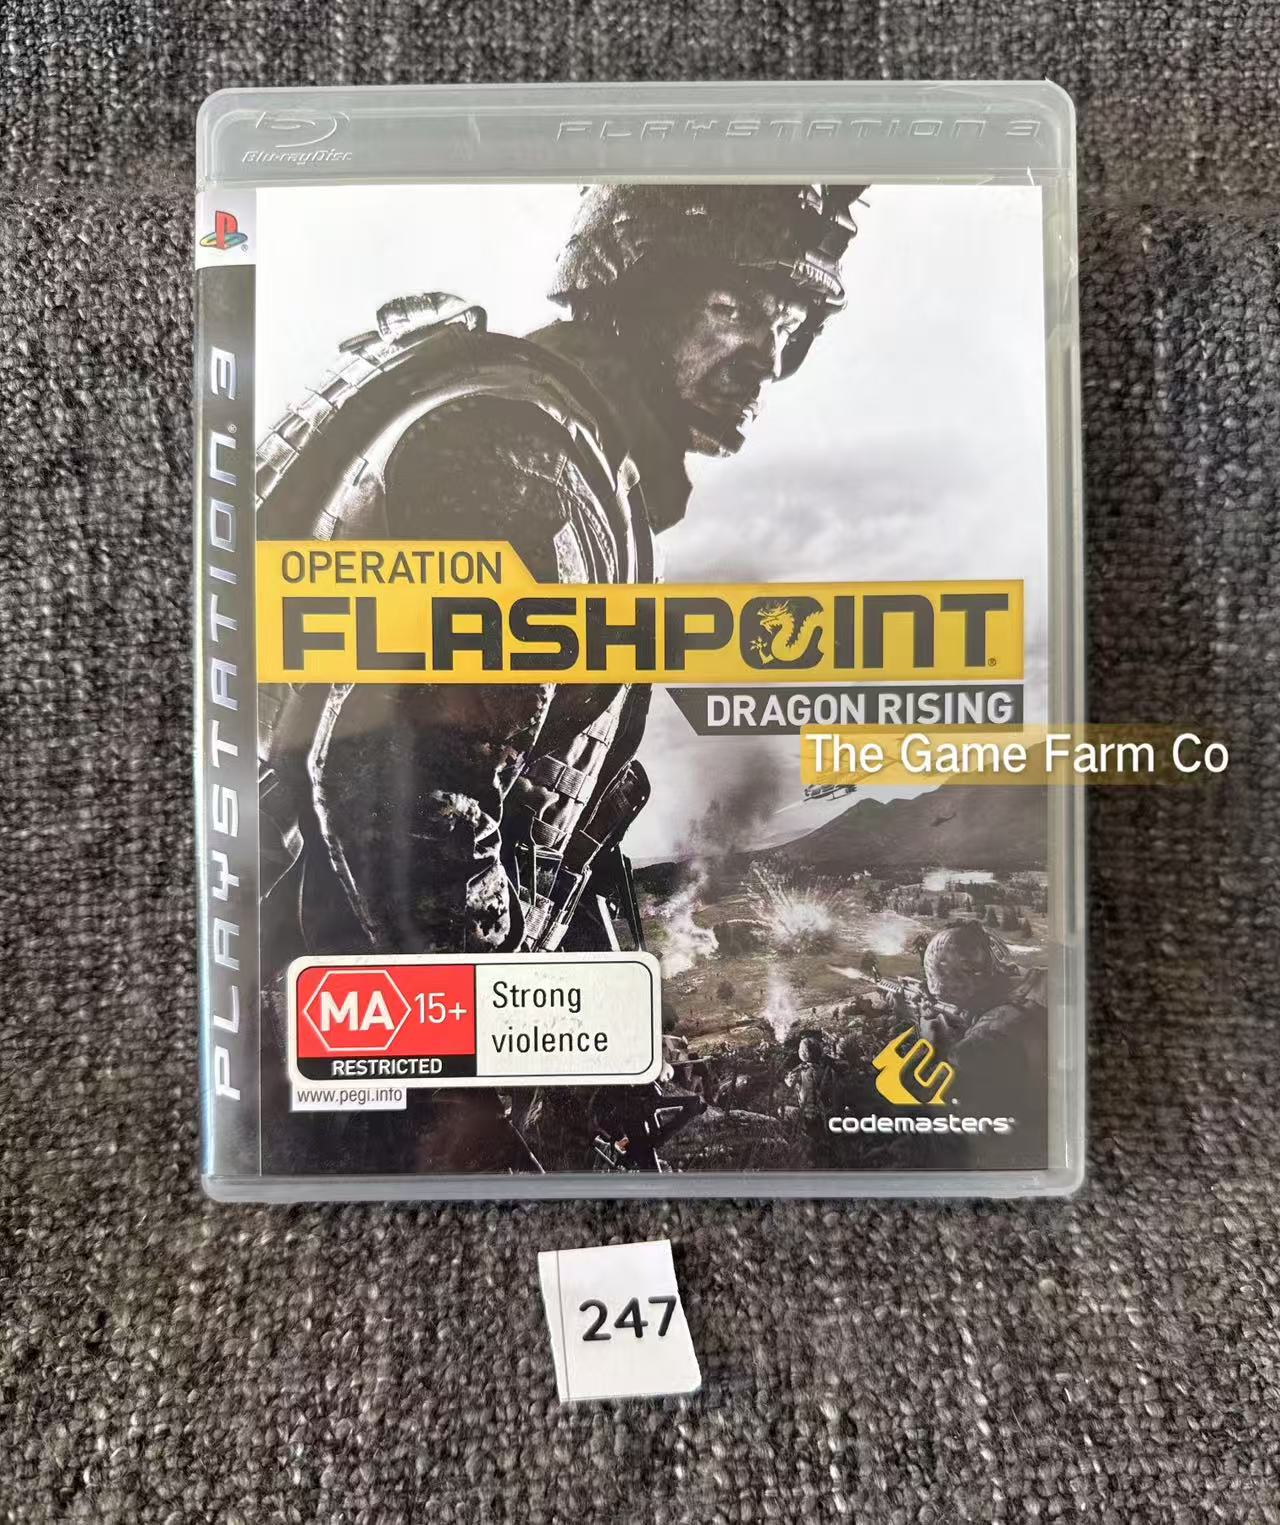 Blu-ray Disc
PLAYSTATION 3
PLAYSTATION 3
OPERATION
FLASHPOINT
DRAGON RISING
The Game Farm Co
MA 15+
RESTRICTED
Strong
violence
www.pegi.info
codemasters
247